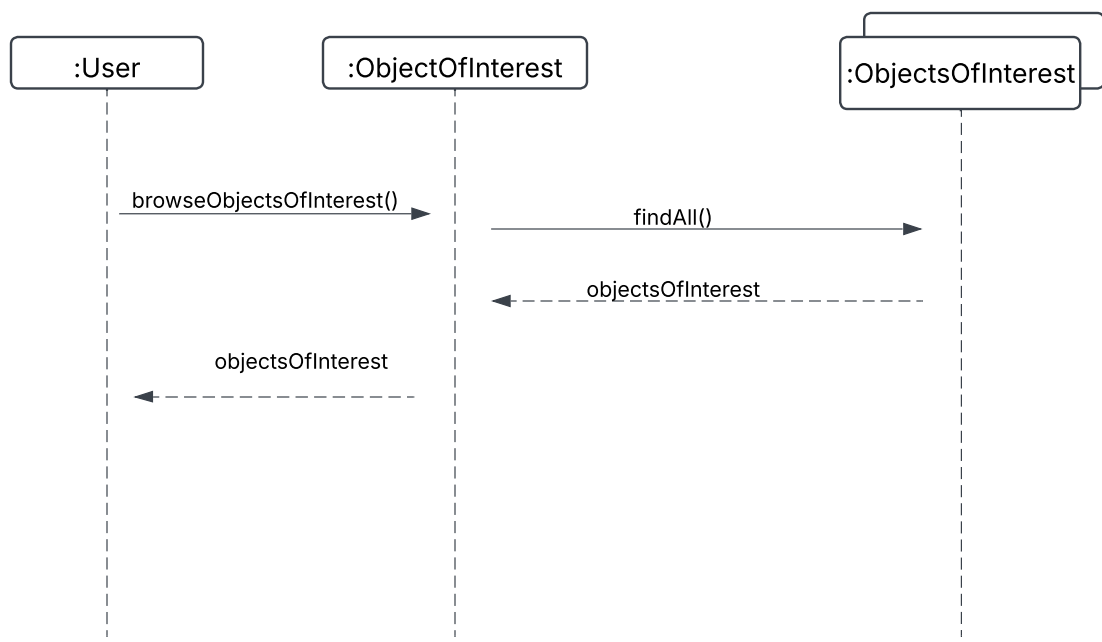 :User
:ObjectOfInterest
:ObjectsOfInterest
browseObjectsOfInterest()
findAll()
objectsOfInterest
objectsOfInterest